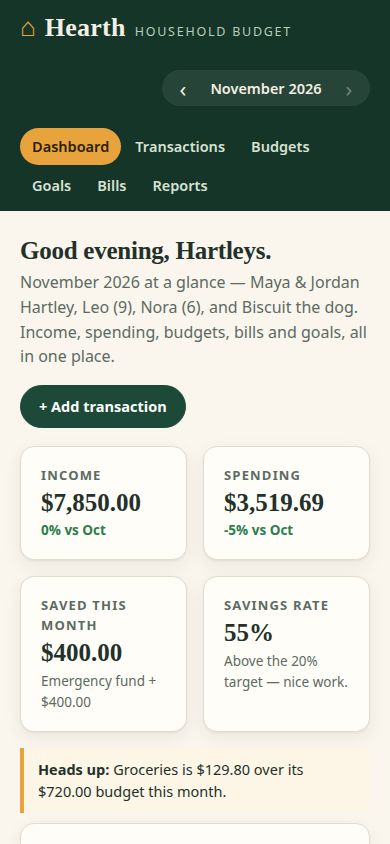 Hearth HOUSEHOLD BUDGET
‹ November 2026 ›
Dashboard Transactions Budgets
Goals Bills Reports
Good evening, Hartleys.
November 2026 at a glance — Maya & Jordan
Hartley, Leo (9), Nora (6), and Biscuit the dog.
Income, spending, budgets, bills and goals, all
in one place.
+ Add transaction
INCOME
$7,850.00
0% vs Oct
SPENDING
$3,519.69
-5% vs Oct
SAVED THIS
MONTH
$400.00
Emergency fund +
$400.00
SAVINGS RATE
55%
Above the 20%
target — nice work.
Heads up: Groceries is $129.80 over its
$720.00 budget this month.